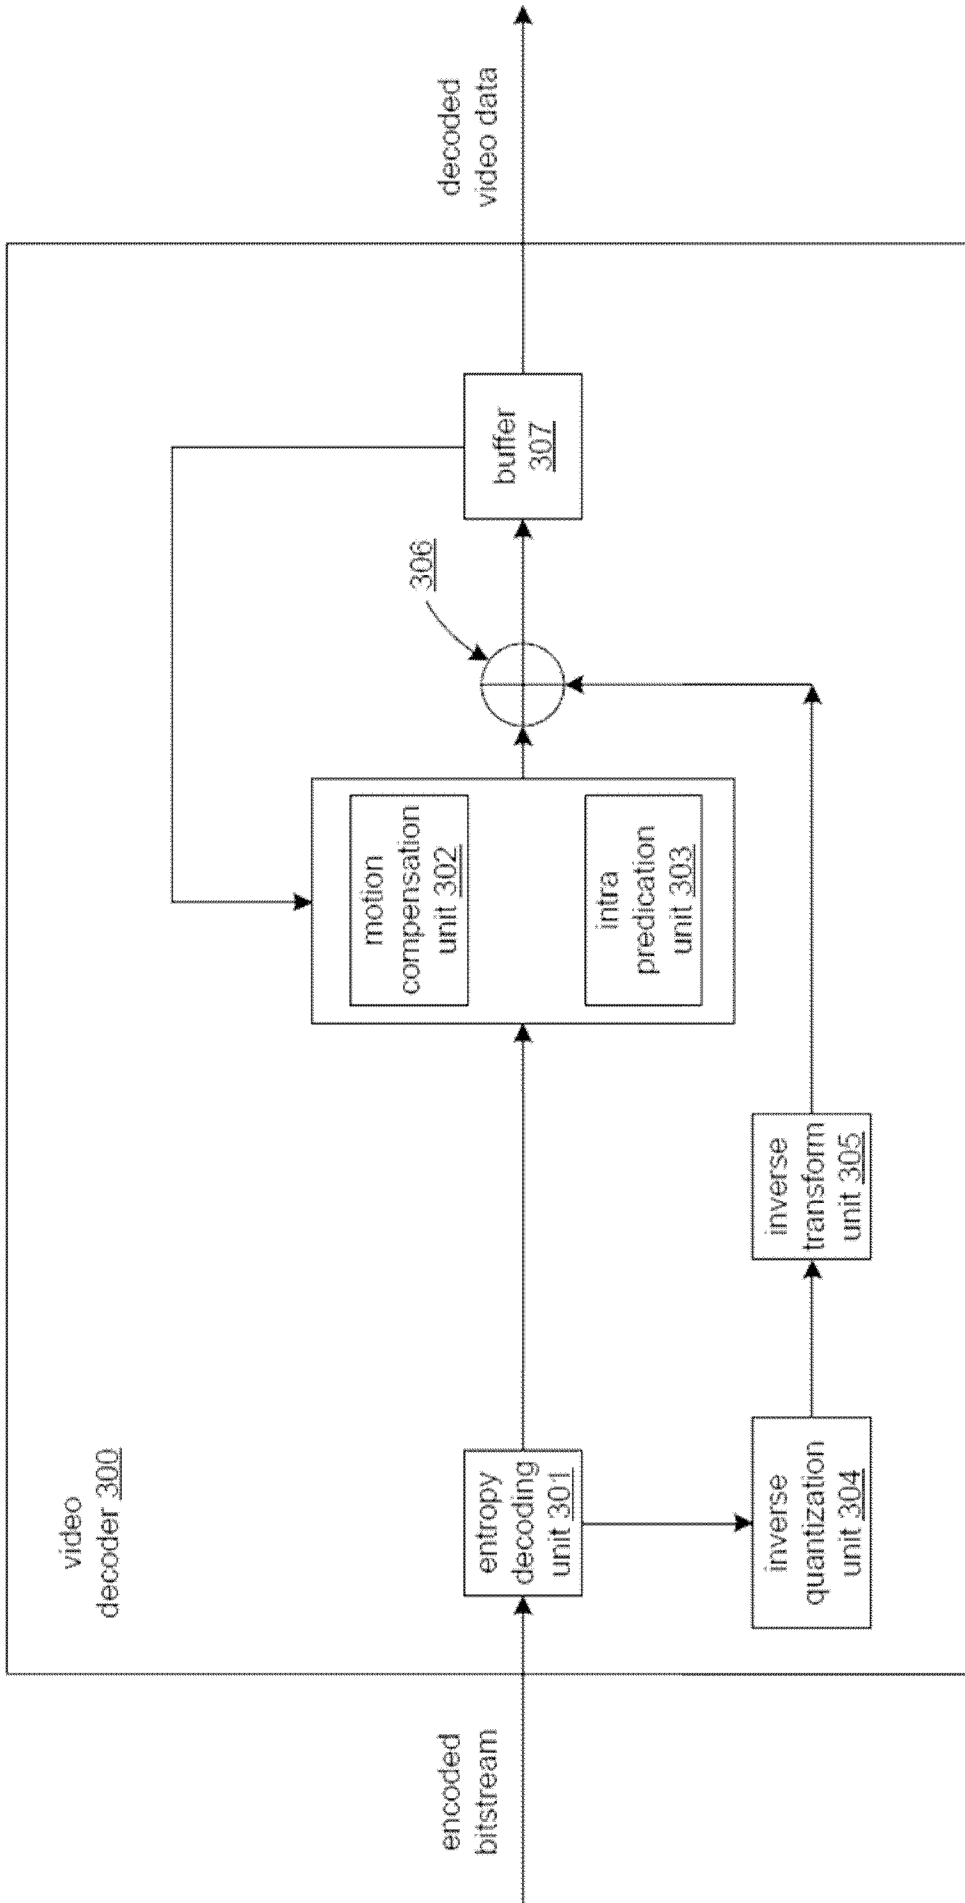 video
decoder 300
encoded
bitstream
entropy
decoding
unit 301
inverse
quantization
unit 304
inverse
transform
unit 305
motion
compensation
unit 302
intra
predication
unit 303
306
buffer
307
decoded
video data